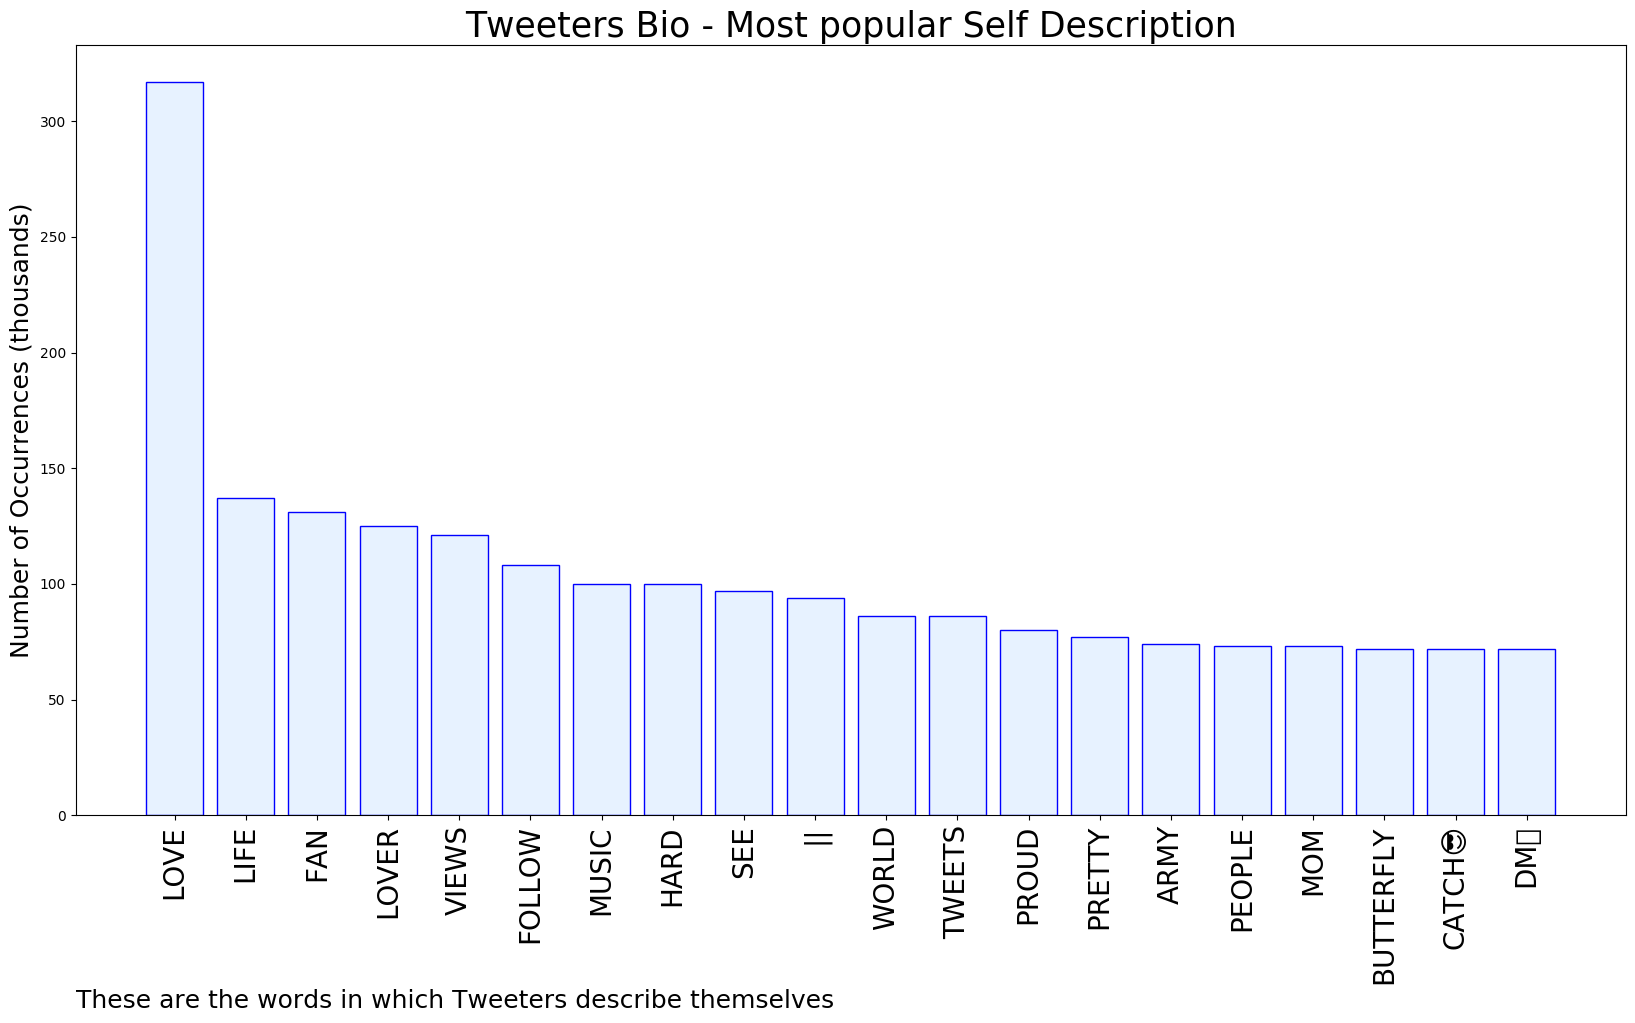 Tweeters Bio - Most popular Self Description
Number of Occurrences (thousands)
300
250
200
150
100
50
0
LOVE
LIFE
FAN
LOVER
VIEWS
FOLLOW
MUSIC
HARD
SEE
||
WORLD
TWEETS
PROUD
PRETTY
ARMY
PEOPLE
MOM
BUTTERFLY
CATCH😎
DM▯
These are the words in which Tweeters describe themselves